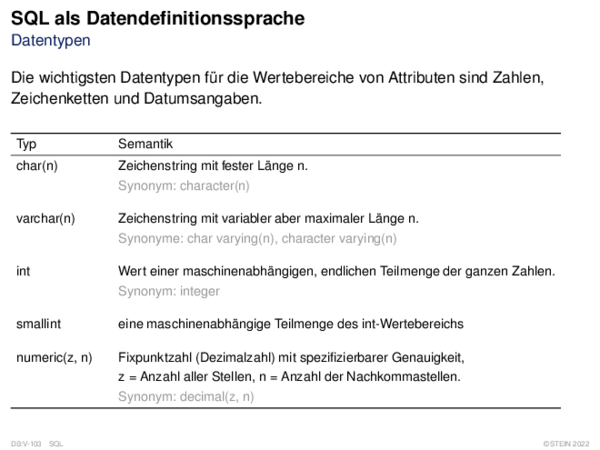 SQL als Datendefinitionssprache
Datentypen
Die wichtigsten Datentypen für die Wertebereiche von Attributen sind Zahlen,
Zeichenketten und Datumsangaben.
Typ Semantik
char(n) Zeichenstring mit fester Länge n.
Synonym: character(n)
varchar(n) Zeichenstring mit variabler aber maximaler Länge n.
Synonyme: char varying(n), character varying(n)
int Wert einer maschinenabhängigen, endlichen Teilmenge der ganzen Zahlen.
Synonym: integer
smallint eine maschinenabhängige Teilmenge des int-Wertebereichs
numeric(z, n) Fixpunktzahl (Dezimalzahl) mit spezifizierbarer Genauigkeit,
z = Anzahl aller Stellen, n = Anzahl der Nachkommastellen.
Synonym: decimal(z, n)
DB:V-103 SQL ©STEIN 2022